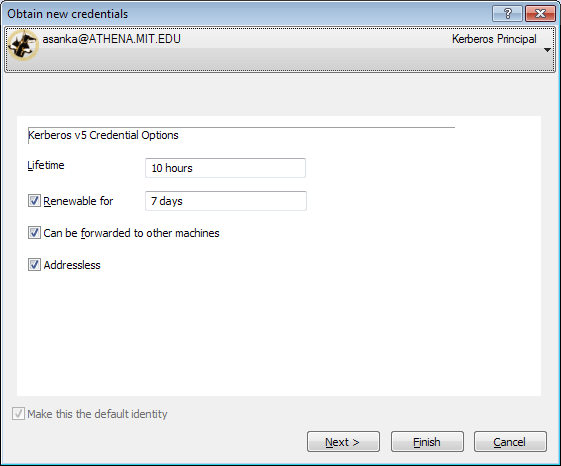 Obtain new credentials
asanka@ATHENA.MIT.EDU Kerberos Principal
Kerberos v5 Credential Options
Lifetime 10 hours
Renewable for 7 days
Can be forwarded to other machines
Addressless
Make this the default identity
Next > Finish Cancel